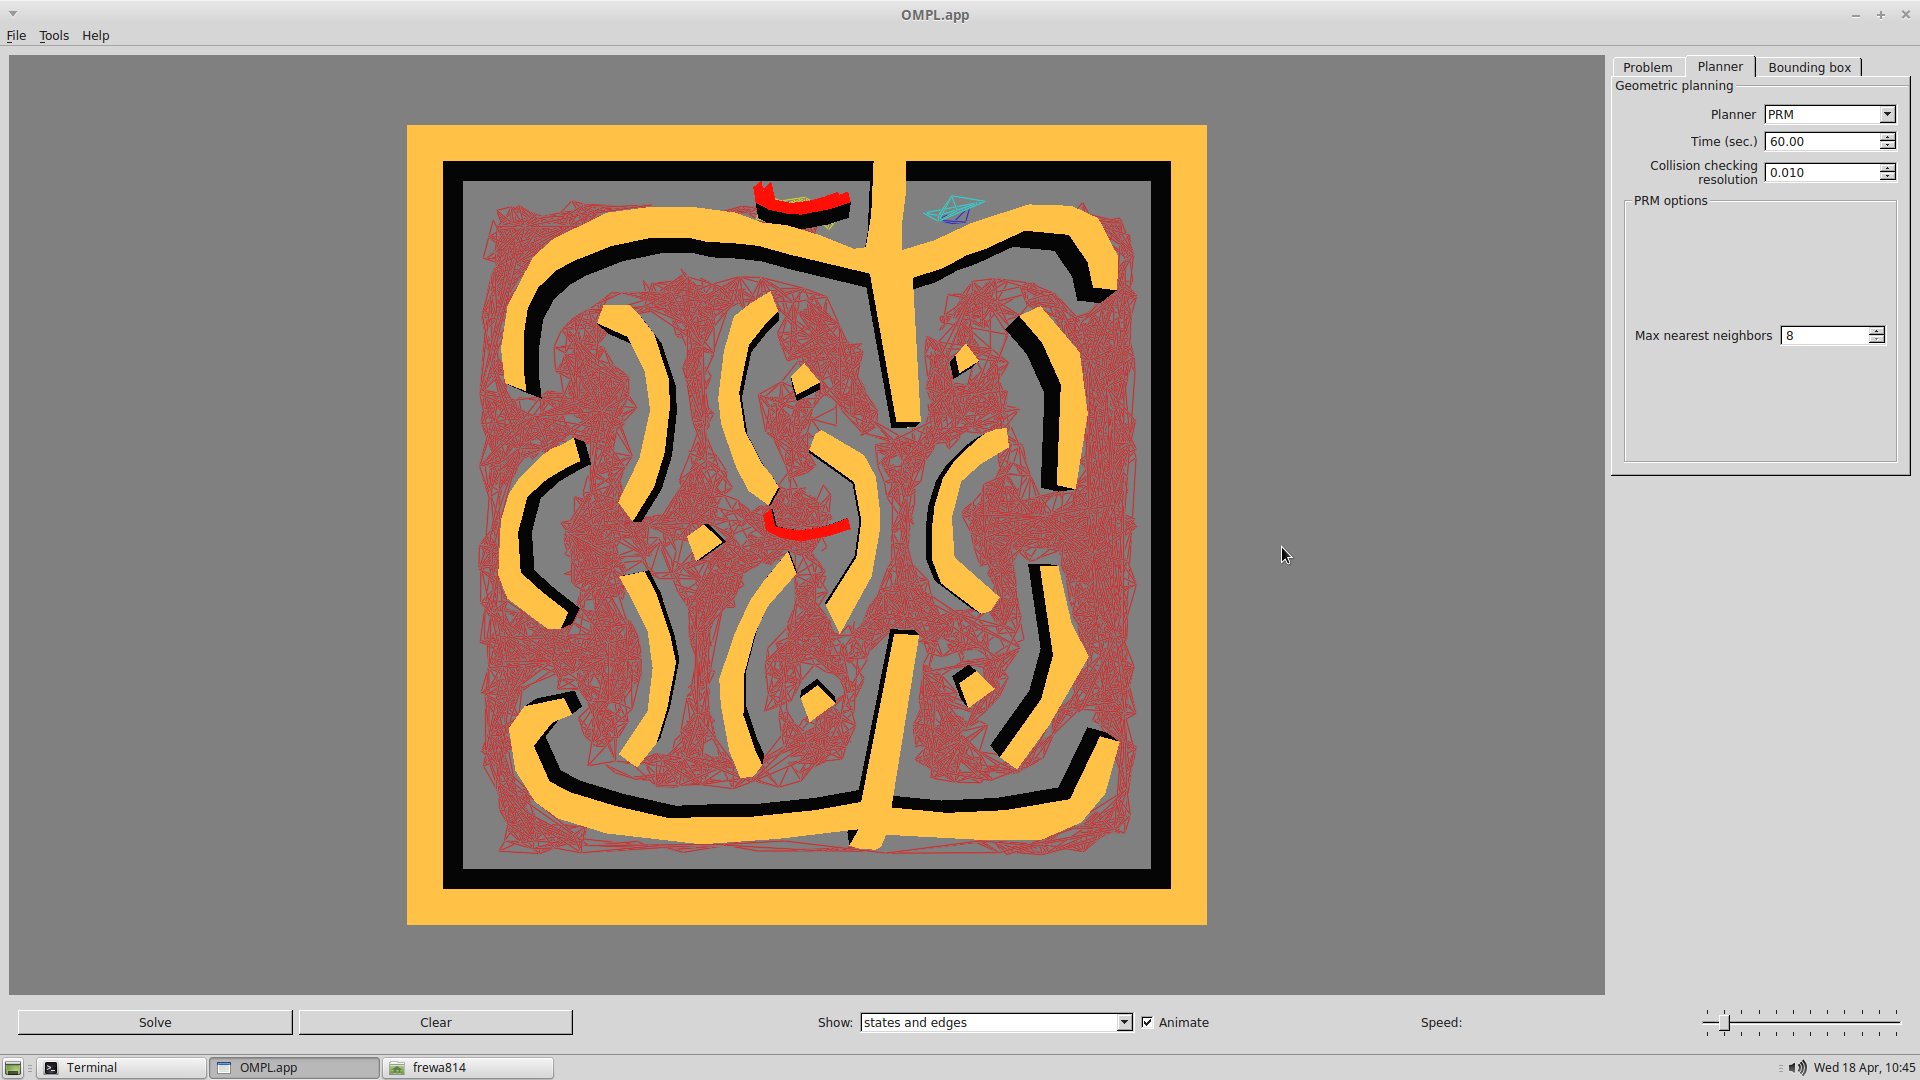 OMPL.app
File Tools Help
Problem Planner Bounding box
Geometric planning
Planner PRM
Time (sec.) 60.00
Collision checking
resolution 0.010
PRM options
Max nearest neighbors 8
Solve Clear Show: states and edges Animate Speed:
Terminal OMPL.app frewa814 Wed 18 Apr, 10:45